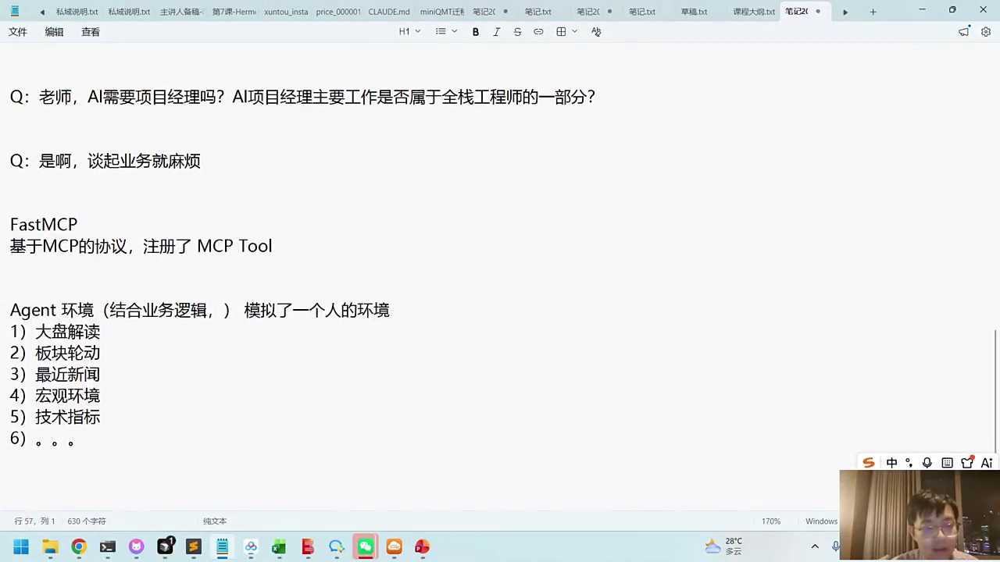 私域说明.txt 私域说明.txt 主讲人备稿- 第7课-Herm xuntou_insta price_000001 CLAUDE.md miniQMT迁移 笔记20 笔记.txt 笔记20 笔记.txt 草稿.txt 课程大纲.txt 笔记20
文件 编辑 查看 H1 B I S
Q：老师，AI需要项目经理吗？AI项目经理主要工作是否属于全栈工程师的一部分？
Q：是啊，谈起业务就麻烦
FastMCP
基于MCP的协议，注册了 MCP Tool
Agent 环境（结合业务逻辑，） 模拟了一个人的环境
1）大盘解读
2）板块轮动
3）最近新闻
4）宏观环境
5）技术指标
6）。。。
中
行 57，列 1 630 个字符 纯文本 170% Windows
28°C
多云